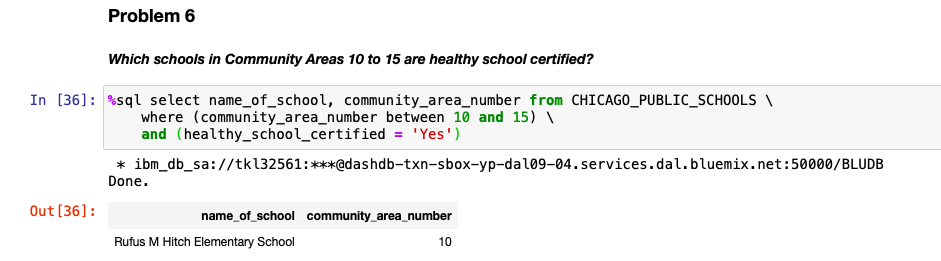 Problem 6
Which schools in Community Areas 10 to 15 are healthy school certified?
In [36]: %sql select name_of_school, community_area_number from CHICAGO_PUBLIC_SCHOOLS \
where (community_area_number between 10 and 15) \
and (healthy_school_certified = 'Yes')
* ibm_db_sa://tkl32561:***@dashdb-txn-sbox-yp-dal09-04.services.dal.bluemix.net:50000/BLUDB
Done.
Out[36]: name_of_school community_area_number
Rufus M Hitch Elementary School 10